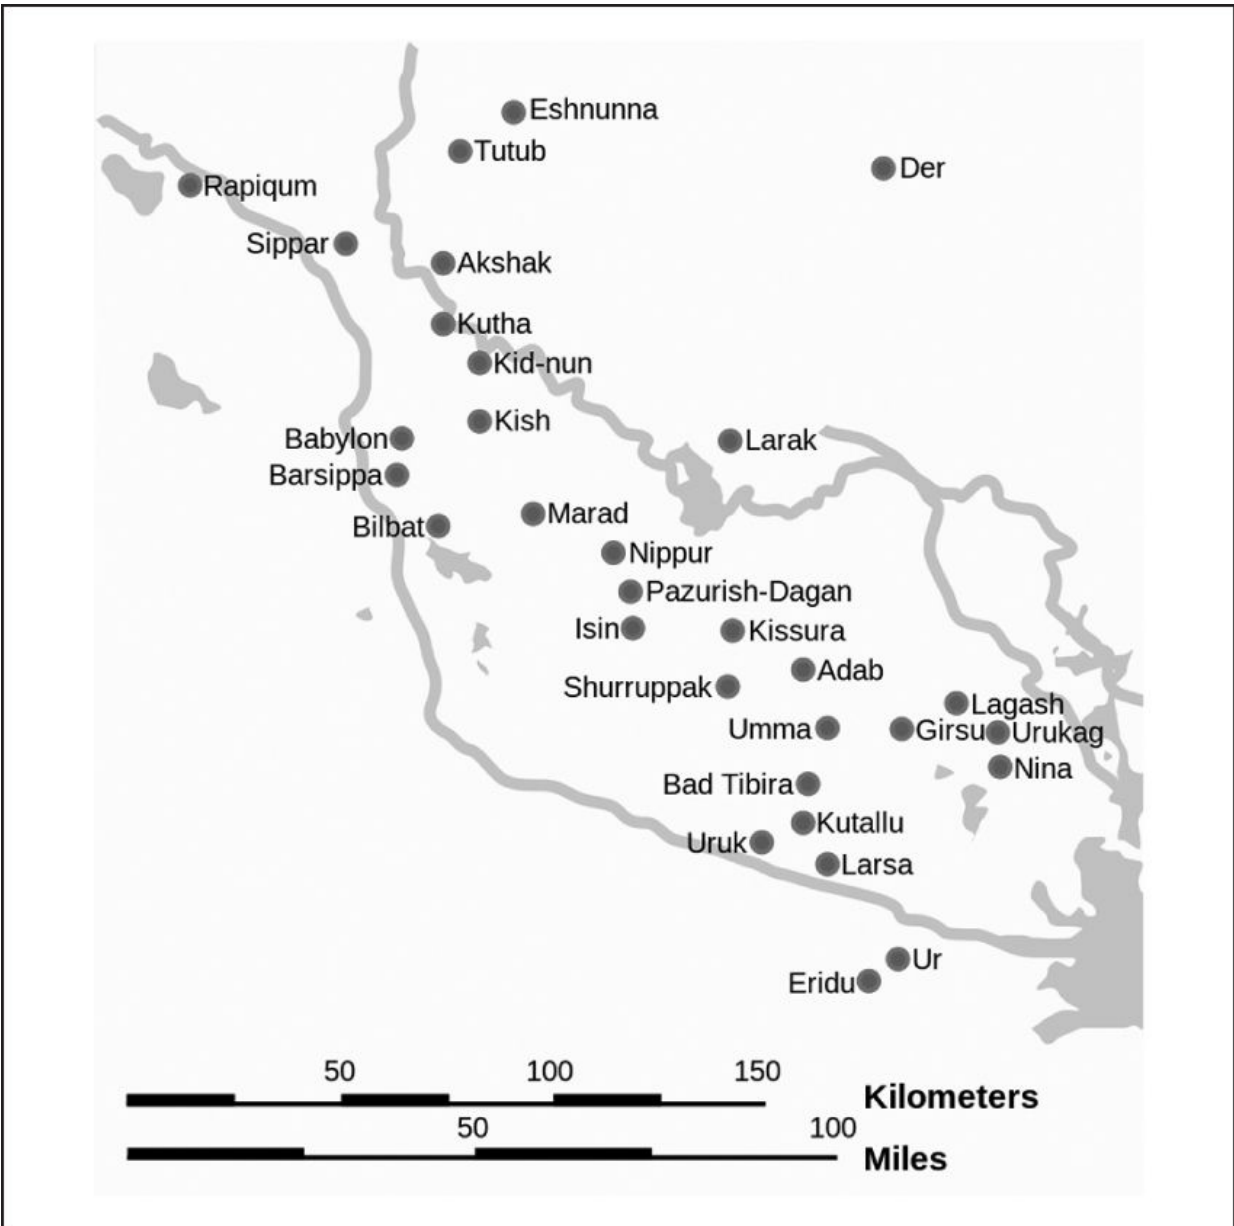 Eshnunna
Tutub
Der
Rapiqum
Sippar
Akshak
Kutha
Kid-nun
Kish
Babylon
Larak
Barsippa
Marad
Bilbat
Nippur
Pazurish-Dagan
Isin
Kissura
Adab
Shurruppak
Lagash
Umma
Girsu
Urukag
Nina
Bad Tibira
Kutallu
Uruk
Larsa
Ur
Eridu
50 100 150
Kilometers
50 100
Miles